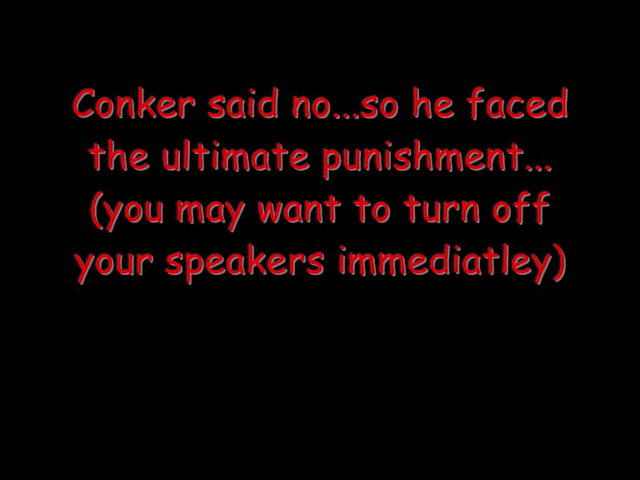 Conker said no...so he faced
the ultimate punishment...
(you may want to turn off
your speakers immediatley)